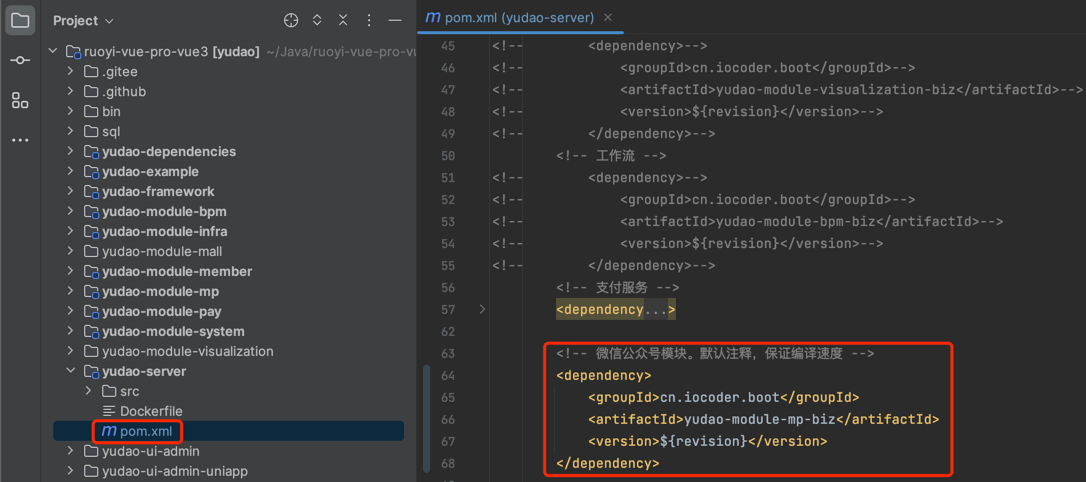 Project
ruoyi-vue-pro-vue3 [yudao] ~/Java/ruoyi-vue-pro-vu
.gitee
.github
bin
sql
yudao-dependencies
yudao-example
yudao-framework
yudao-module-bpm
yudao-module-infra
yudao-module-mall
yudao-module-member
yudao-module-mp
yudao-module-pay
yudao-module-system
yudao-module-visualization
yudao-server
src
Dockerfile
m pom.xml
yudao-ui-admin
yudao-ui-admin-uniapp
m pom.xml (yudao-server)
45 <!-- <dependency>-->
46 <!-- <groupId>cn.iocoder.boot</groupId>-->
47 <!-- <artifactId>yudao-module-visualization-biz</artifactId>-->
48 <!-- <version>${revision}</version>-->
49 <!-- </dependency>-->
50 <!-- 工作流 -->
51 <!-- <dependency>-->
52 <!-- <groupId>cn.iocoder.boot</groupId>-->
53 <!-- <artifactId>yudao-module-bpm-biz</artifactId>-->
54 <!-- <version>${revision}</version>-->
55 <!-- </dependency>-->
56 <!-- 支付服务 -->
57 <dependency...>
62
63 <!-- 微信公众号模块。默认注释，保证编译速度 -->
64 <dependency>
65 <groupId>cn.iocoder.boot</groupId>
66 <artifactId>yudao-module-mp-biz</artifactId>
67 <version>${revision}</version>
68 </dependency>